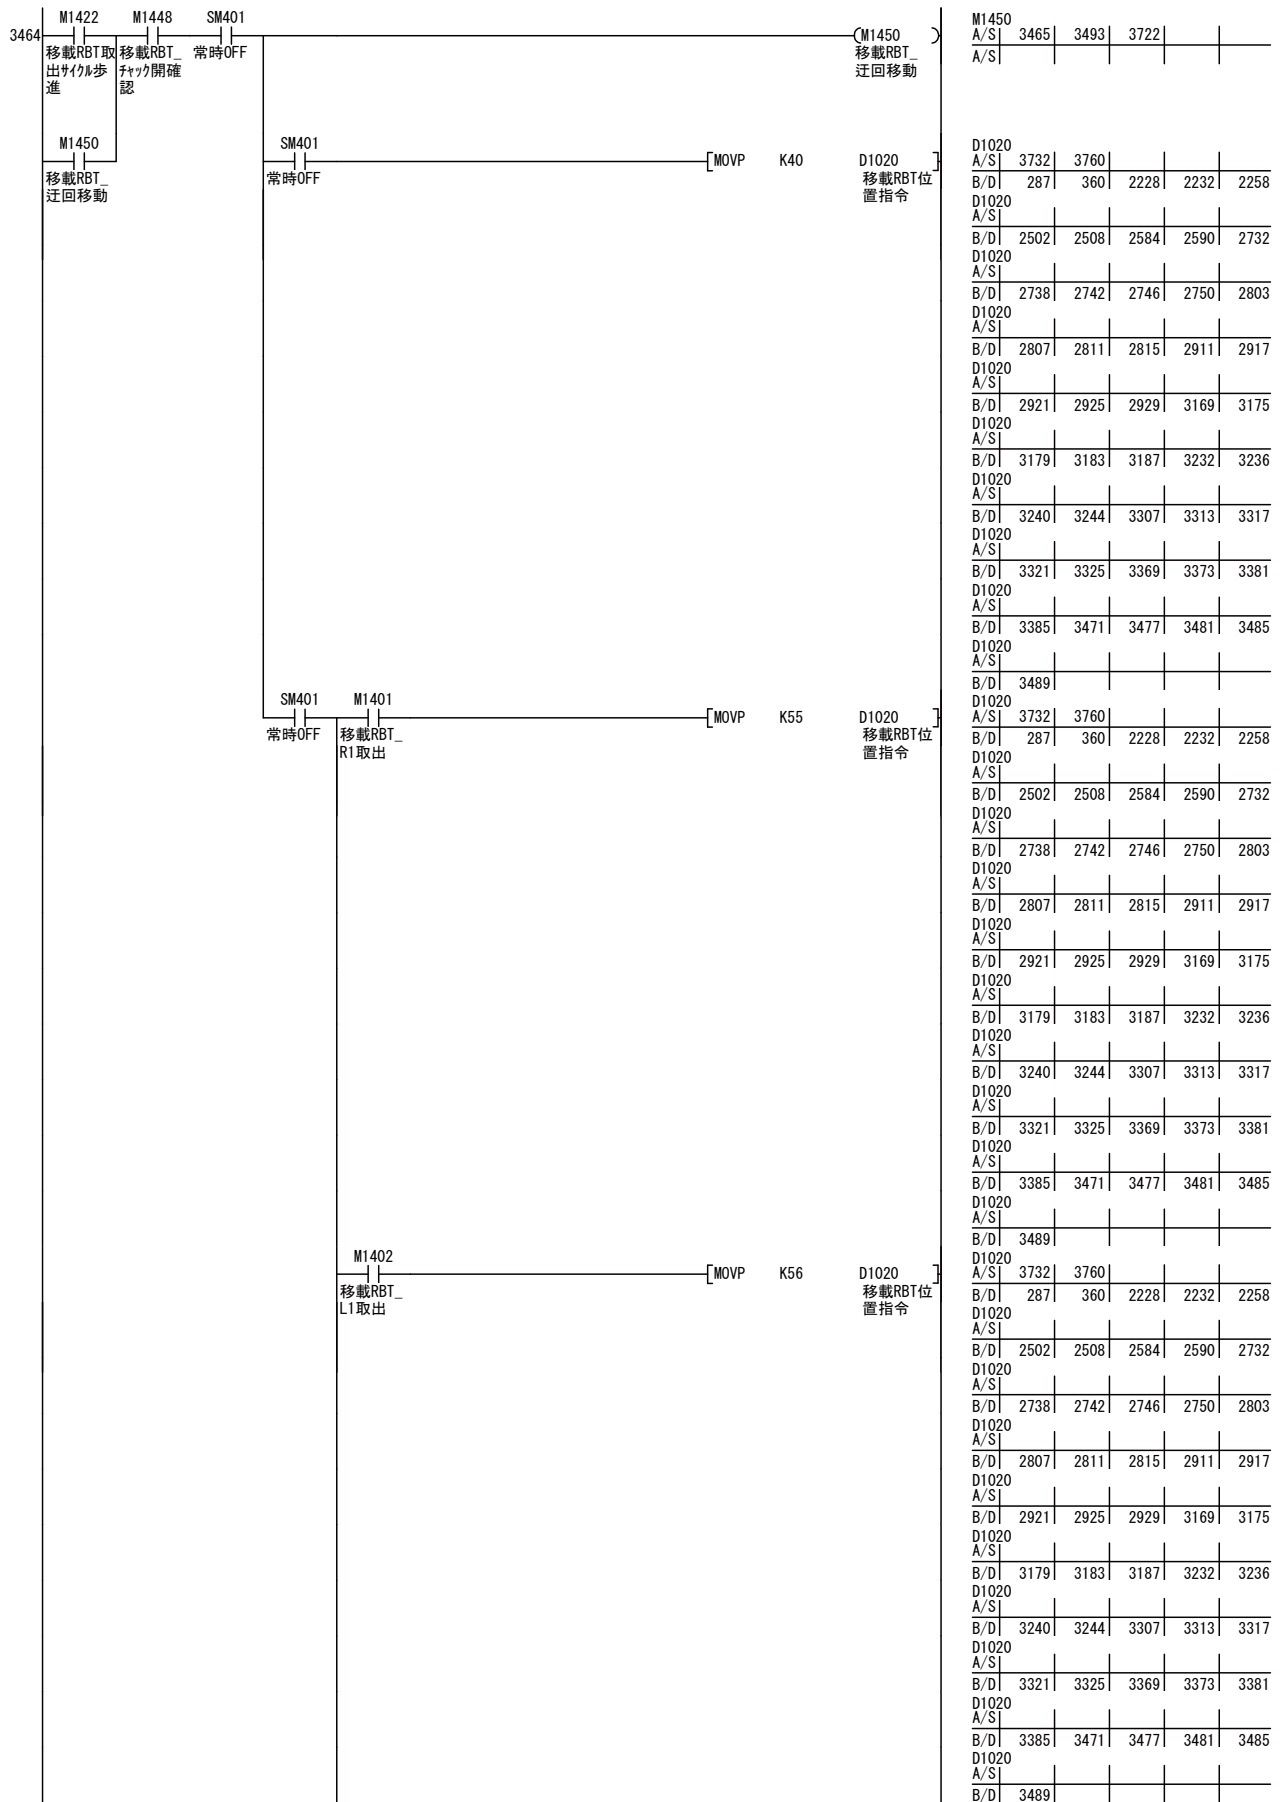 M1422 M1448 SM401
3464 (M1450 )
移載RBT取 移載RBT_ 常時OFF 移載RBT_
出ｻｲｸﾙ歩 ﾁｬｯｸ開確 迂回移動
進 認
M1450
A/S 3465 3493 3722
A/S
M1450 SM401
[MOVP K40 D1020 ]
移載RBT_ 常時OFF 移載RBT位
迂回移動 置指令
D1020
A/S 3732 3760
B/D 287 360 2228 2232 2258
D1020
A/S
B/D 2502 2508 2584 2590 2732
D1020
A/S
B/D 2738 2742 2746 2750 2803
D1020
A/S
B/D 2807 2811 2815 2911 2917
D1020
A/S
B/D 2921 2925 2929 3169 3175
D1020
A/S
B/D 3179 3183 3187 3232 3236
D1020
A/S
B/D 3240 3244 3307 3313 3317
D1020
A/S
B/D 3321 3325 3369 3373 3381
D1020
A/S
B/D 3385 3471 3477 3481 3485
D1020
A/S
B/D 3489
SM401 M1401
[MOVP K55 D1020 ]
常時OFF 移載RBT_ 移載RBT位
R1取出 置指令
D1020
A/S 3732 3760
B/D 287 360 2228 2232 2258
D1020
A/S
B/D 2502 2508 2584 2590 2732
D1020
A/S
B/D 2738 2742 2746 2750 2803
D1020
A/S
B/D 2807 2811 2815 2911 2917
D1020
A/S
B/D 2921 2925 2929 3169 3175
D1020
A/S
B/D 3179 3183 3187 3232 3236
D1020
A/S
B/D 3240 3244 3307 3313 3317
D1020
A/S
B/D 3321 3325 3369 3373 3381
D1020
A/S
B/D 3385 3471 3477 3481 3485
D1020
A/S
B/D 3489
M1402
[MOVP K56 D1020 ]
移載RBT_ 移載RBT位
L1取出 置指令
D1020
A/S 3732 3760
B/D 287 360 2228 2232 2258
D1020
A/S
B/D 2502 2508 2584 2590 2732
D1020
A/S
B/D 2738 2742 2746 2750 2803
D1020
A/S
B/D 2807 2811 2815 2911 2917
D1020
A/S
B/D 2921 2925 2929 3169 3175
D1020
A/S
B/D 3179 3183 3187 3232 3236
D1020
A/S
B/D 3240 3244 3307 3313 3317
D1020
A/S
B/D 3321 3325 3369 3373 3381
D1020
A/S
B/D 3385 3471 3477 3481 3485
D1020
A/S
B/D 3489